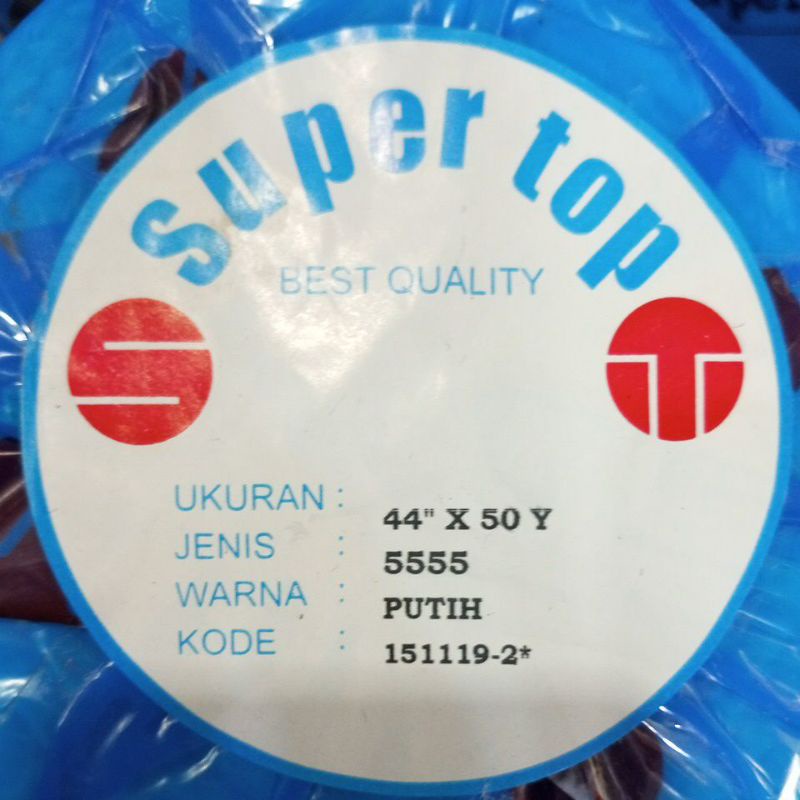 Super top
BEST QUALITY
S T
UKURAN : 44" X 50 Y
JENIS : 5555
WARNA : PUTIH
KODE : 151119-2*